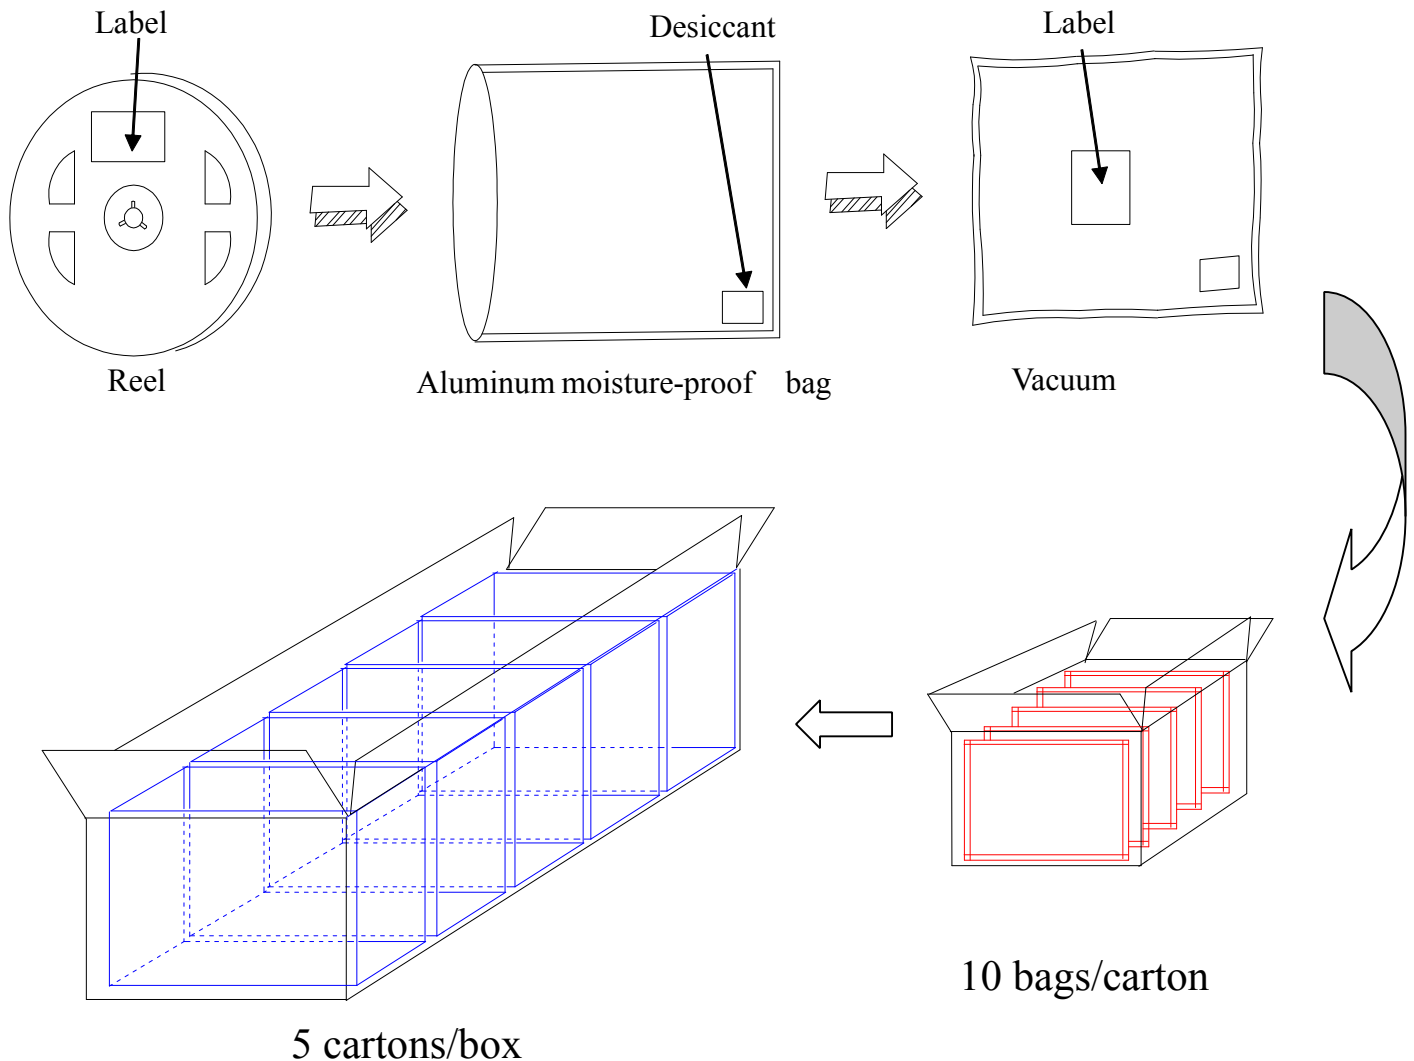 Label
Desiccant
Label
Reel
Aluminum moisture-proof bag
Vacuum
10 bags/carton
5 cartons/box